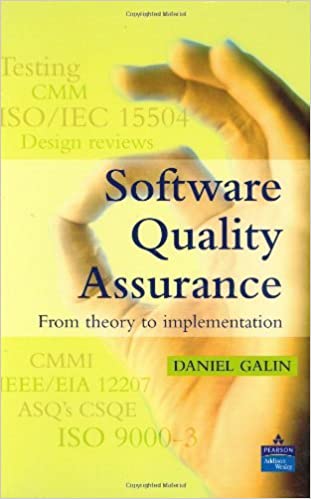 Testing
CMM
ISO/IEC 15504
Design reviews
Software
Quality
Assurance
From theory to implementation
DANIEL GALIN
CMMI
IEEE/EIA 12207
ASQ's CSQE
ISO 9000-3
PEARSON
Addison
Wesley